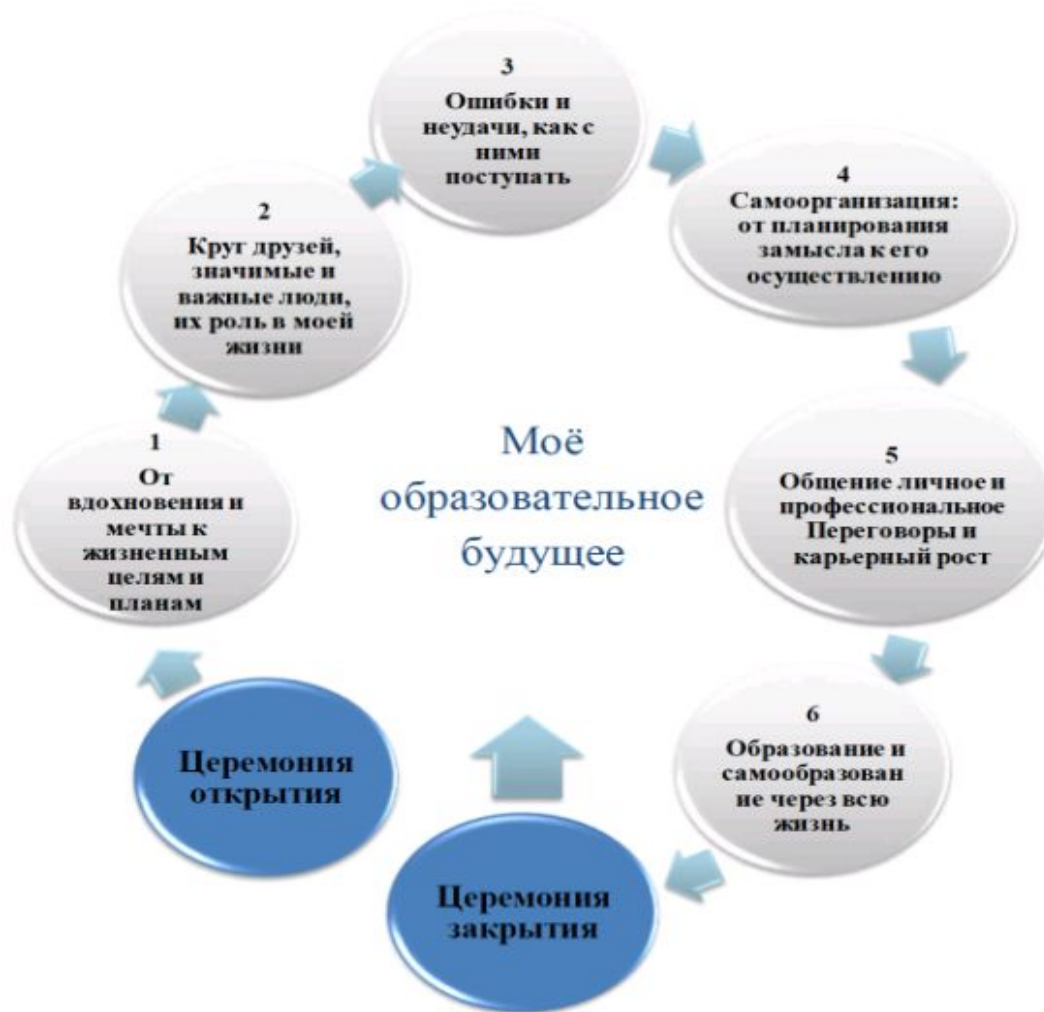 Церемония
открытия
1
От
вдохновения и
мечты к
жизненным
целям и
планам
2
Круг друзей,
значимые и
важные люди,
их роль в моей
жизни
3
Ошибки и
неудачи, как с
ними
поступать
4
Самоорганизация:
от планирования
замысла к его
осуществлению
5
Общение личное и
профессиональное
Переговоры и
карьерный рост
6
Образование и
самообразован
ие через всю
жизнь
Церемония
закрытия
Моё
образовательное
будущее